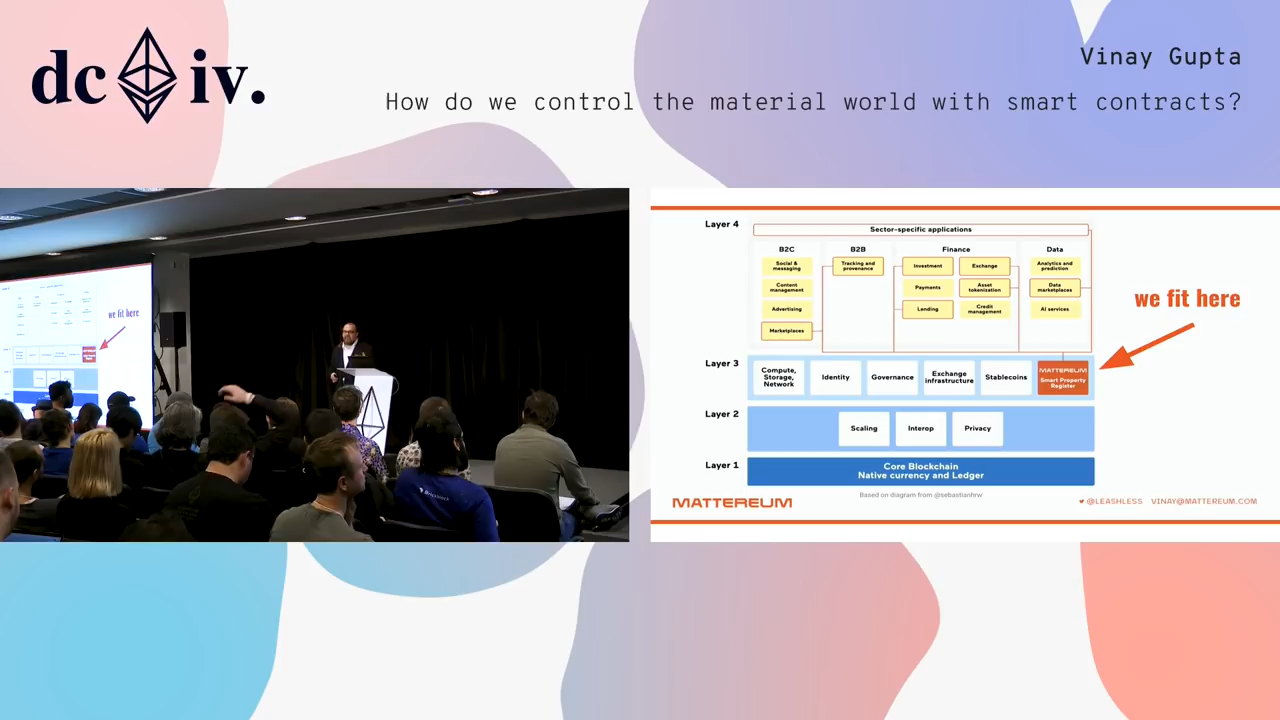 dc iv.
Vinay Gupta
How do we control the material world with smart contracts?
we fit here
Layer 4
Sector-specific applications
B2C
B2B
Finance
Data
Social &
messaging
Tracking and
provenance
Investment
Exchange
Analytics and
prediction
Content
management
Payments
Asset
tokenization
Data
marketplaces
Advertising
Lending
Credit
management
AI services
Marketplaces
we fit here
Layer 3
Compute,
Storage,
Network
Identity
Governance
Exchange
infrastructure
Stablecoins
MATTEREUM
Smart Property
Register
Layer 2
Scaling
Interop
Privacy
Layer 1
Core Blockchain
Native currency and Ledger
Based on diagram from @sebastianhrw
MATTEREUM
@LEASHLESS VINAY@MATTEREUM.COM